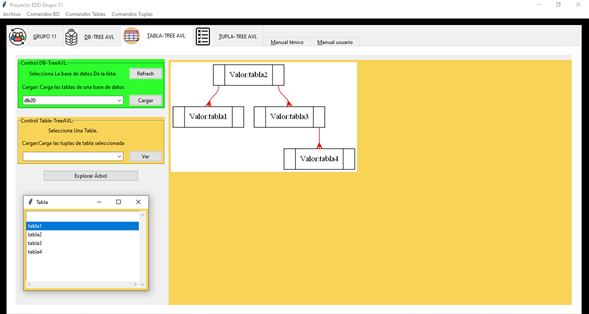 Proyecto EDD Grupo 11
Archivo Comandos BD Comandos Tables Comandos Tuplas
GRUPO 11
DB-TREE AVL
TABLA-TREE AVL
TUPLA-TREE AVL
Manual ténico
Manual usuario
Control DB-TreeAVL:
Selecciona La base de datos De la lista:
Refresh
Cargar: Carga las tablas de una base de datos
db20
Cargar
Control Table-TreeAVL:
Selecciona Una Tabla.
Cargar:Carga las tuplas de tabla seleccionada
Ver
Explorar Árbol
Tabla
tabla1
tabla2
tabla3
tabla4
Valor:tabla2
Valor:tabla1
Valor:tabla3
Valor:tabla4